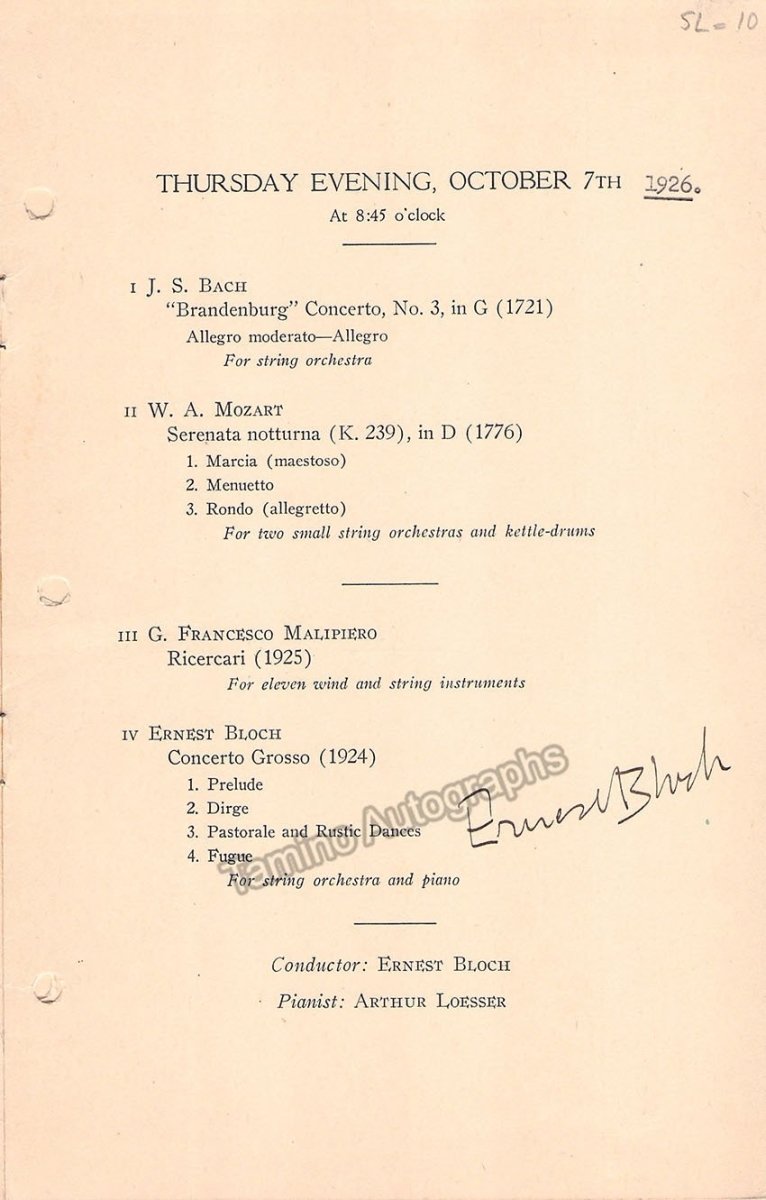 SL = 10
THURSDAY EVENING, OCTOBER 7TH 1926.
At 8:45 o'clock
I J. S. BACH
"Brandenburg" Concerto, No. 3, in G (1721)
Allegro moderato—Allegro
For string orchestra
II W. A. MOZART
Serenata notturna (K. 239), in D (1776)
1. Marcia (maestoso)
2. Menuetto
3. Rondo (allegretto)
For two small string orchestras and kettle-drums
III G. FRANCESCO MALIPIERO
Ricercari (1925)
For eleven wind and string instruments
IV ERNEST BLOCH
Concerto Grosso (1924)
1. Prelude
2. Dirge
3. Pastorale and Rustic Dances
4. Fugue
For string orchestra and piano
Ernest Bloch
Tamino Autographs
Conductor: ERNEST BLOCH
Pianist: ARTHUR LOESSER